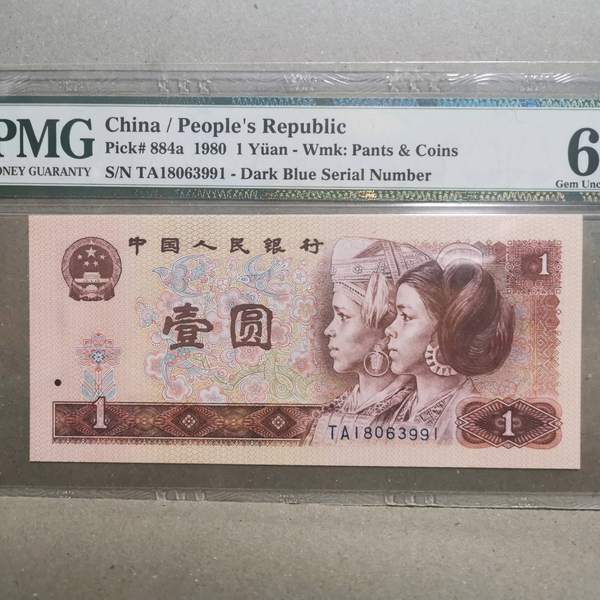 PMG
MONEY GUARANTY
China / People's Republic
Pick# 884a 1980 1 Yüan - Wmk: Pants & Coins
S/N TA18063991 - Dark Blue Serial Number
6
Gem Unc
中国人民银行
壹圆
1
1
1
TA18063991